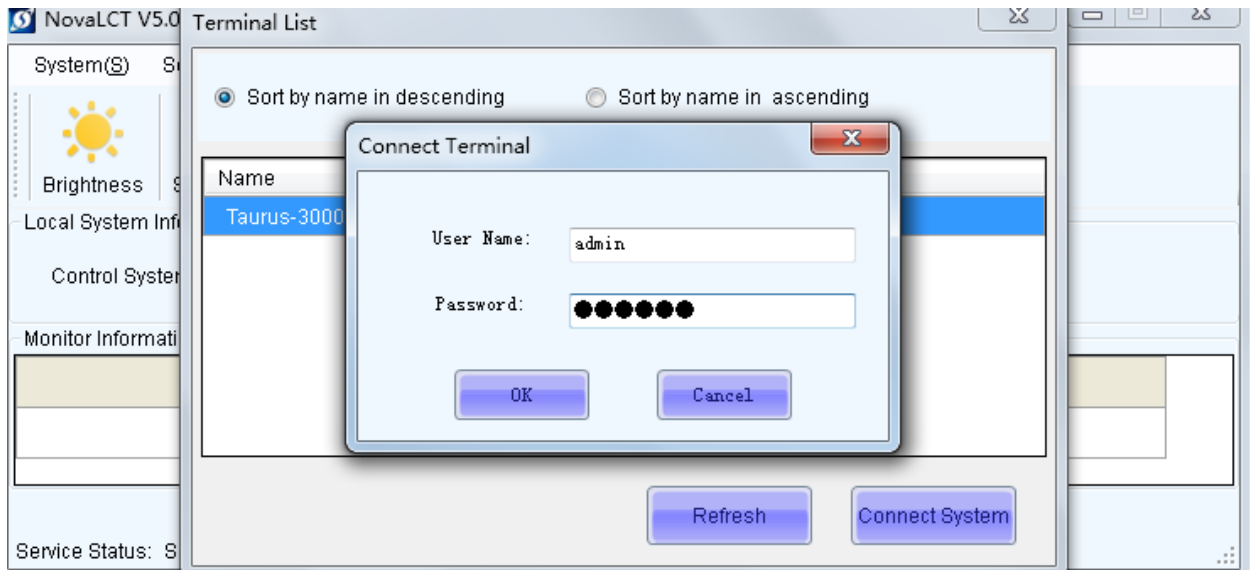 NovaLCT V5.0
Terminal List
System(S)
Sort by name in descending
Sort by name in ascending
Connect Terminal
Brightness
Name
Taurus-3000
Local System Info
User Name:
admin
Control System
Password:
●●●●●●
Monitor Informati
OK
Cancel
Refresh
Connect System
Service Status: S